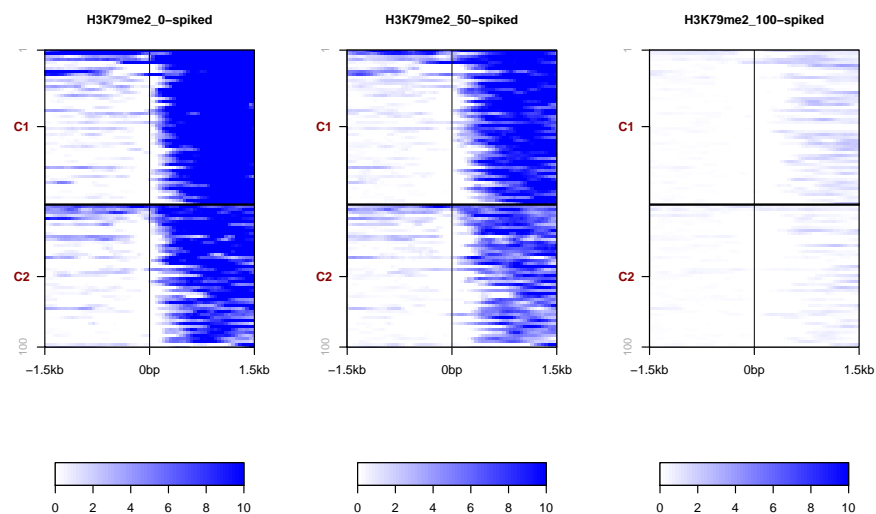 H3K79me2_0−spiked
H3K79me2_50−spiked
H3K79me2_100−spiked
1
1
1
C1
C1
C1
C2
C2
C2
100
100
100
−1.5kb 0bp 1.5kb
−1.5kb 0bp 1.5kb
−1.5kb 0bp 1.5kb
0 2 4 6 8 10
0 2 4 6 8 10
0 2 4 6 8 10